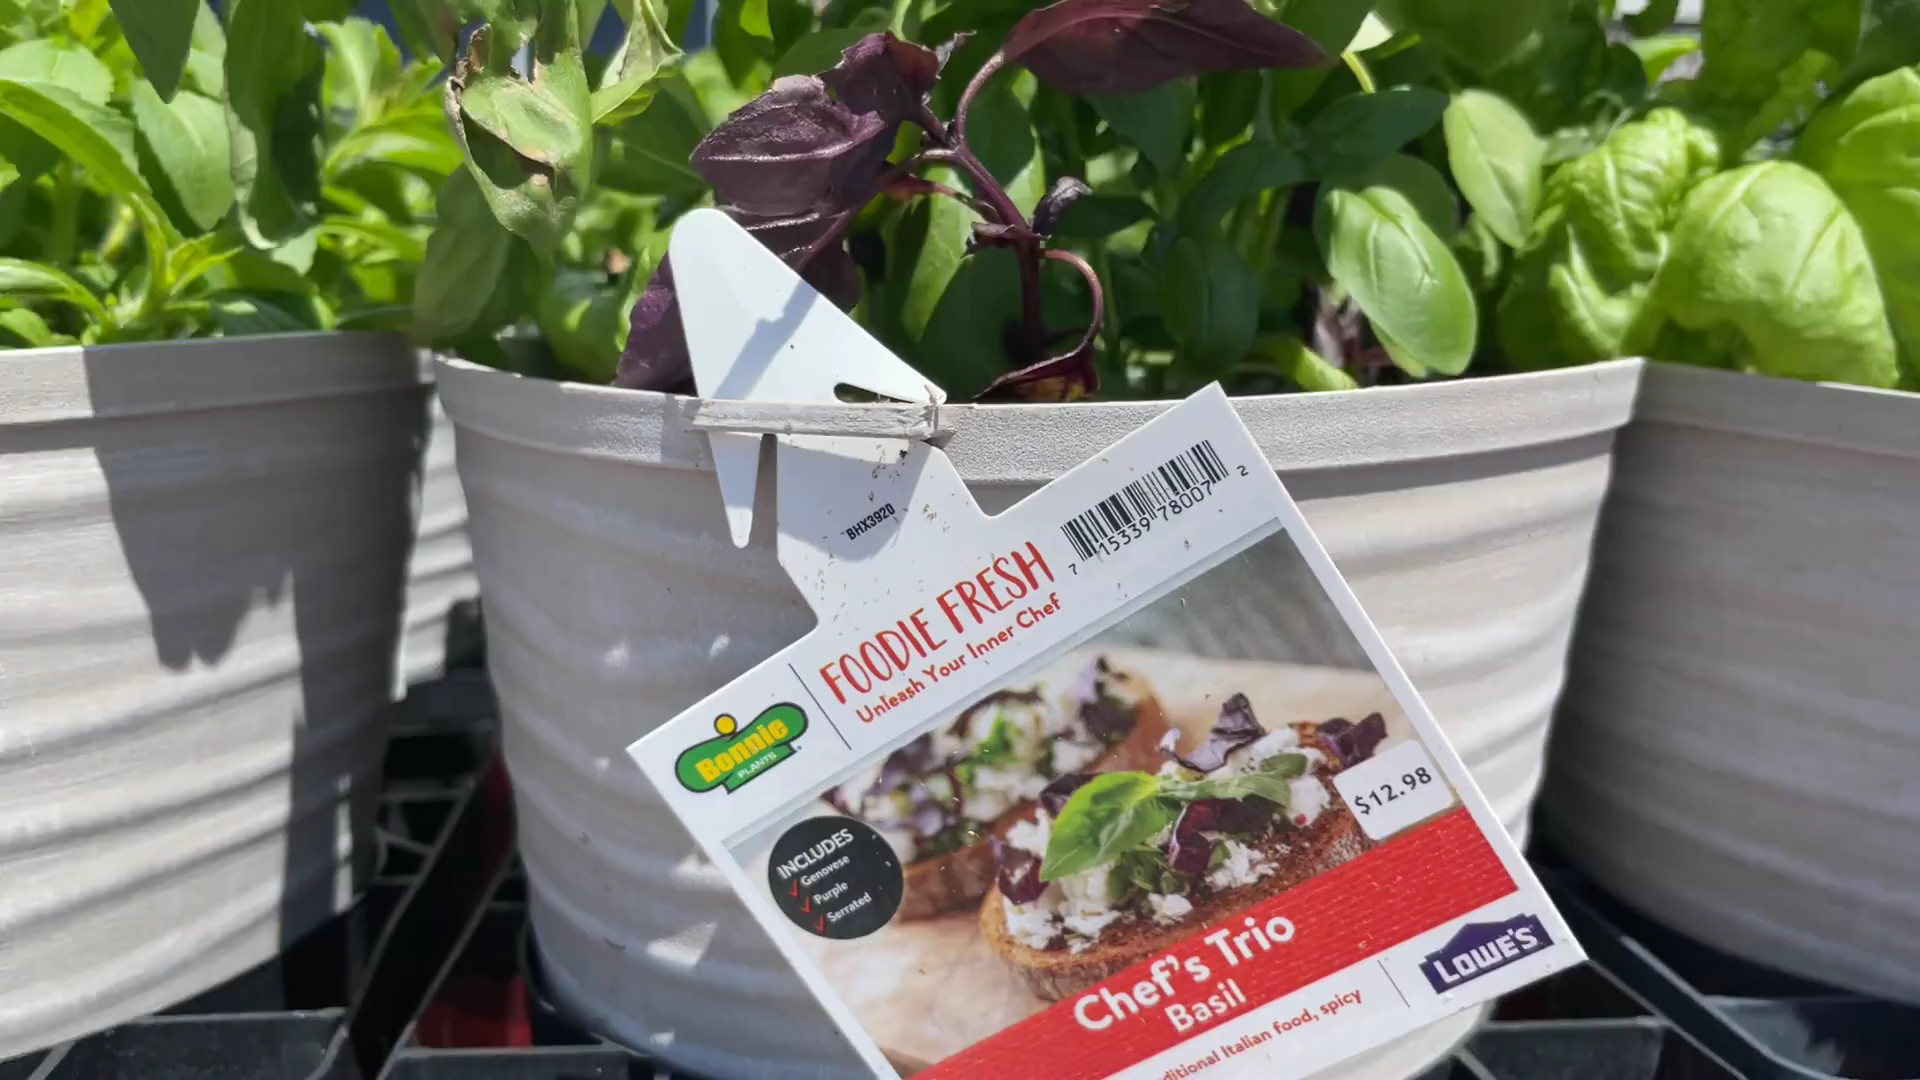 BHX3920
7 15339 78007 2
FOODIE FRESH
Unleash Your Inner Chef
Bonnie
PLANTS
INCLUDES
Genovese
Purple
Serrated
$12.98
Chef's Trio
Basil
LOWE'S
Italian food, spicy